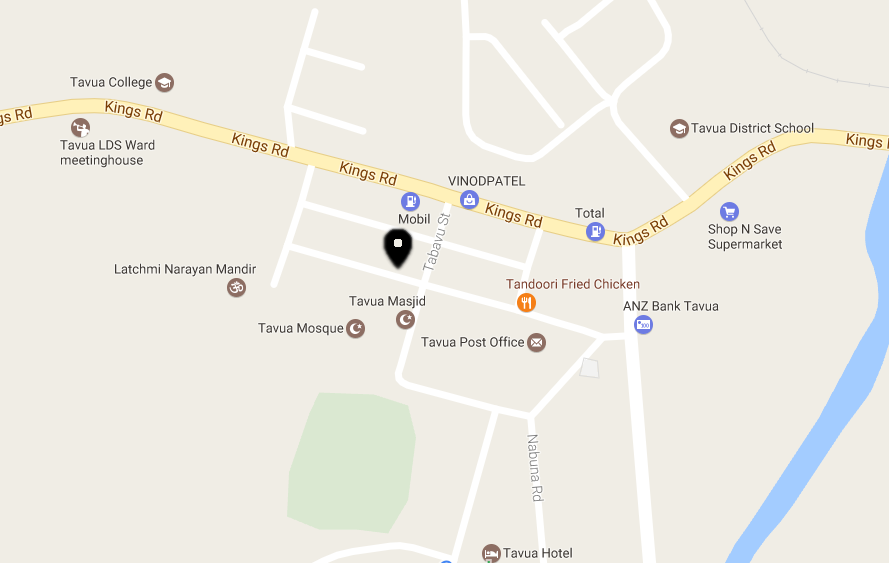 Tavua College
gs Rd
Kings Rd
Tavua LDS Ward
meetinghouse
Kings Rd
Tavua District School
Kings Rd
Kings R
Kings Rd
VINODPATEL
Mobil
Kings Rd
Total
Kings Rd
Shop N Save
Supermarket
Tabavu St
Latchmi Narayan Mandir
Tandoori Fried Chicken
Tavua Masjid
ANZ Bank Tavua
Tavua Mosque
Tavua Post Office
Nabuna Rd
Tavua Hotel